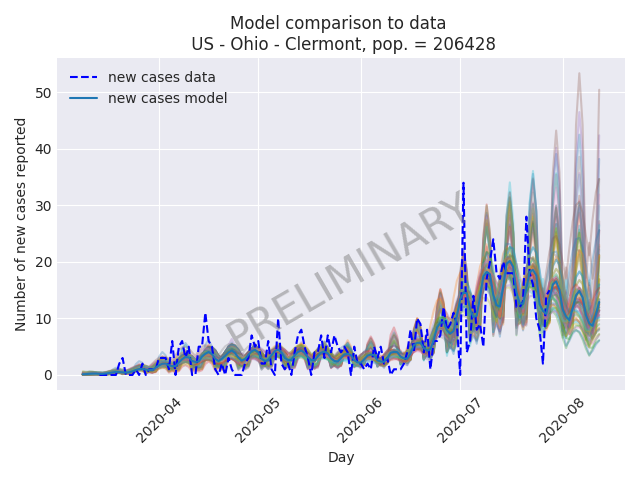 Model comparison to data
US - Ohio - Clermont, pop. = 206428
new cases data
new cases model
PRELIMINARY
Number of new cases reported
50
40
30
20
10
0
2020-04
2020-05
2020-06
2020-07
2020-08
Day